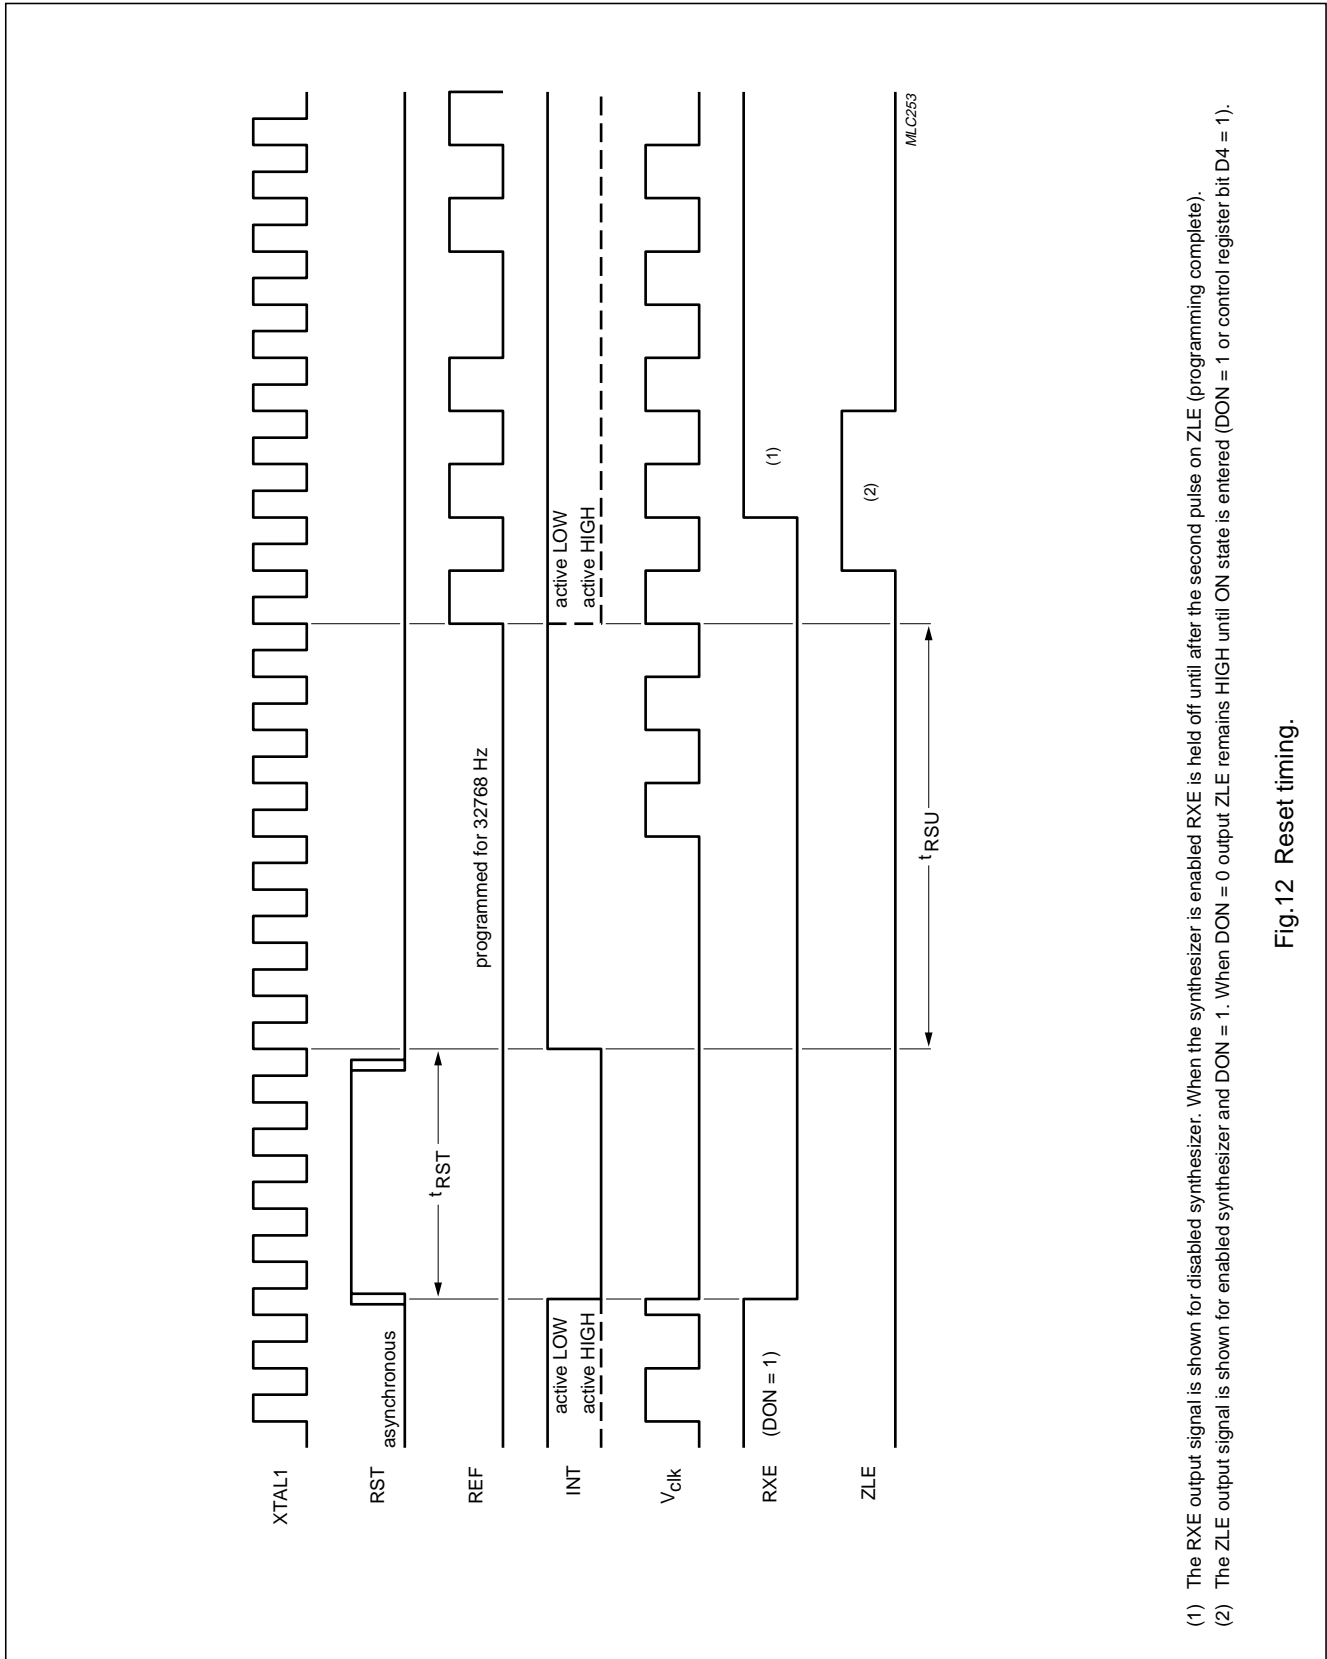 XTAL1
RST
asynchronous
tRST
REF
programmed for 32768 Hz
INT
active LOW
active HIGH
active LOW
active HIGH
Vclk
RXE
(DON = 1)
(1)
ZLE
(2)
tRSU
MLC253
(1) The RXE output signal is shown for disabled synthesizer. When the synthesizer is enabled RXE is held off until after the second pulse on ZLE (programming complete).
(2) The ZLE output signal is shown for enabled synthesizer and DON = 1. When DON = 0 output ZLE remains HIGH until ON state is entered (DON = 1 or control register bit D4 = 1).
Fig.12 Reset timing.